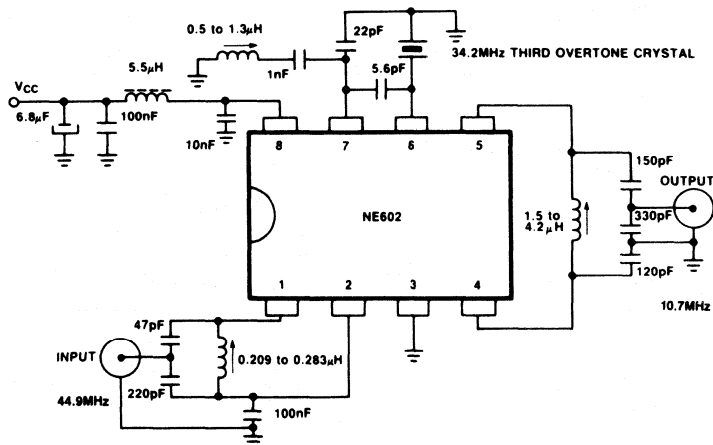 0.5 to 1.3µH
22pF
34.2MHz THIRD OVERTONE CRYSTAL
1nF
5.5µH
5.6pF
VCC
6.8µF
100nF
10nF
8
7
6
5
150pF
OUTPUT
NE602
1.5 to
4.2µH
330pF
120pF
1
2
3
4
10.7MHz
47pF
INPUT
0.209 to 0.283µH
220pF
44.9MHz
100nF